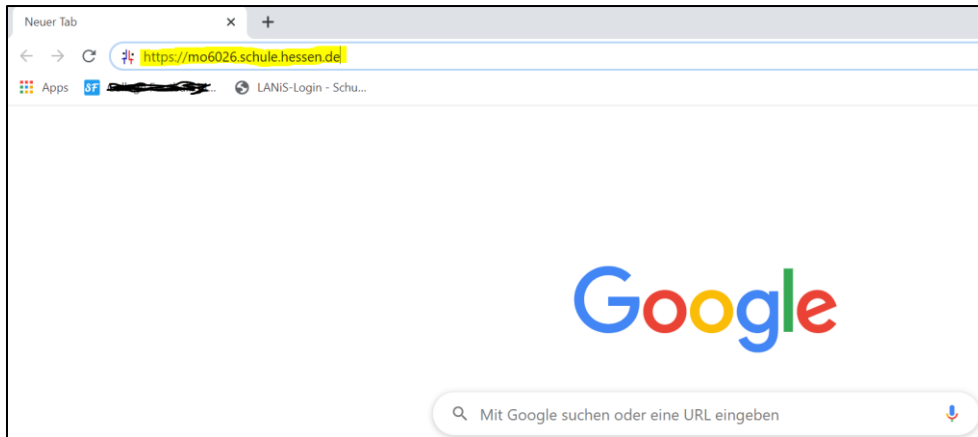 Neuer Tab
https://mo6026.schule.hessen.de
Apps SF LANiS-Login - Schu...
Google
Mit Google suchen oder eine URL eingeben